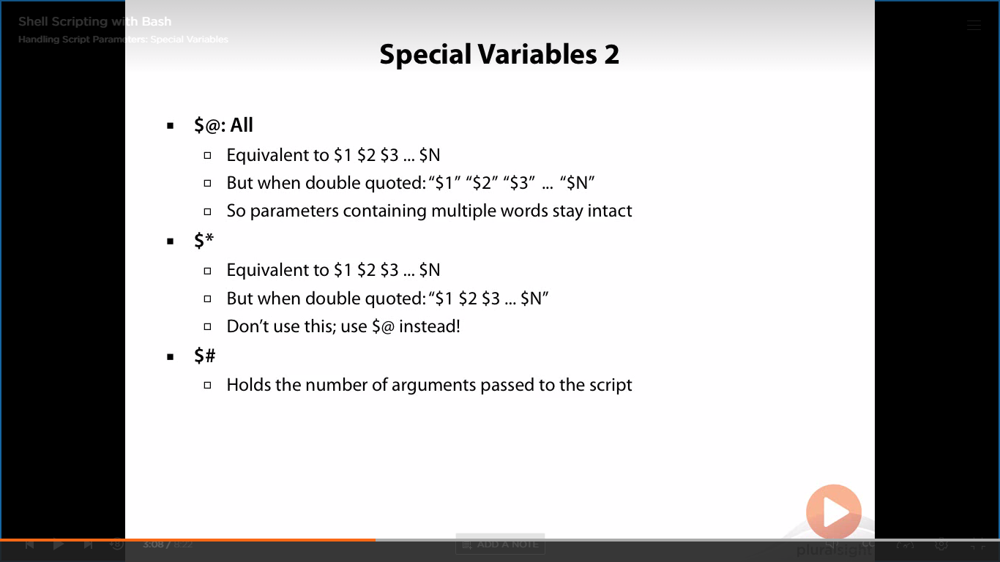 Shell Scripting with Bash
Handling Script Parameters: Special Variables
Special Variables 2
$@: All
Equivalent to $1 $2 $3 ... $N
But when double quoted: “$1” “$2” “$3” ... “$N”
So parameters containing multiple words stay intact
$*
Equivalent to $1 $2 $3 ... $N
But when double quoted: “$1 $2 $3 ... $N”
Don’t use this; use $@ instead!
$#
Holds the number of arguments passed to the script
3:08 / 8:22
ADD A NOTE
pluralsight